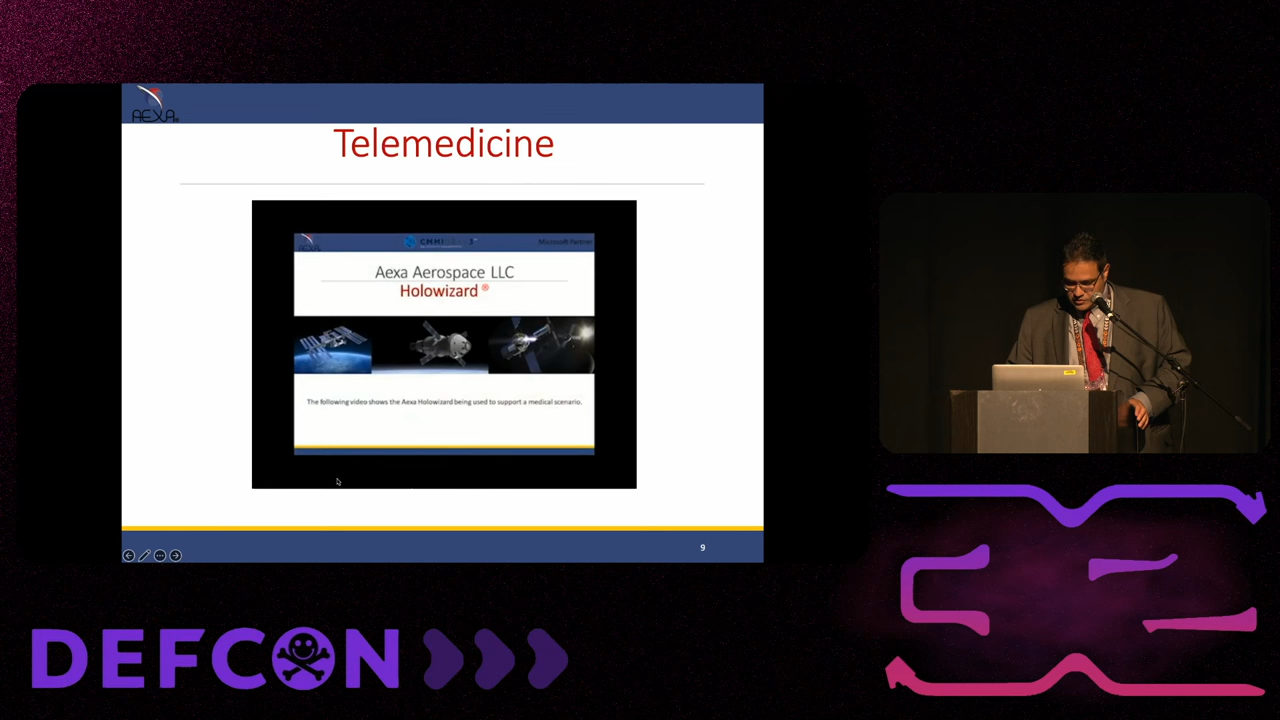 AEXA
Telemedicine
AEXA
CMMI
Microsoft Partner
Aexa Aerospace LLC
Holowizard ®
The following video shows the Aexa Holowizard being used to support a medical scenario.
9
DEFCON